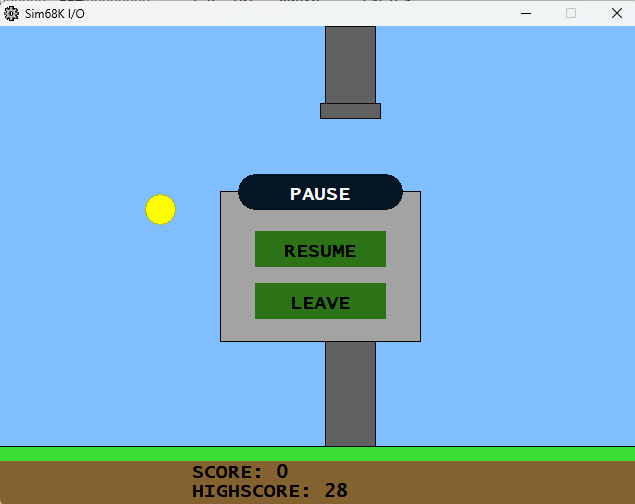 Sim68K I/O
PAUSE
RESUME
LEAVE
SCORE: 0
HIGHSCORE: 28